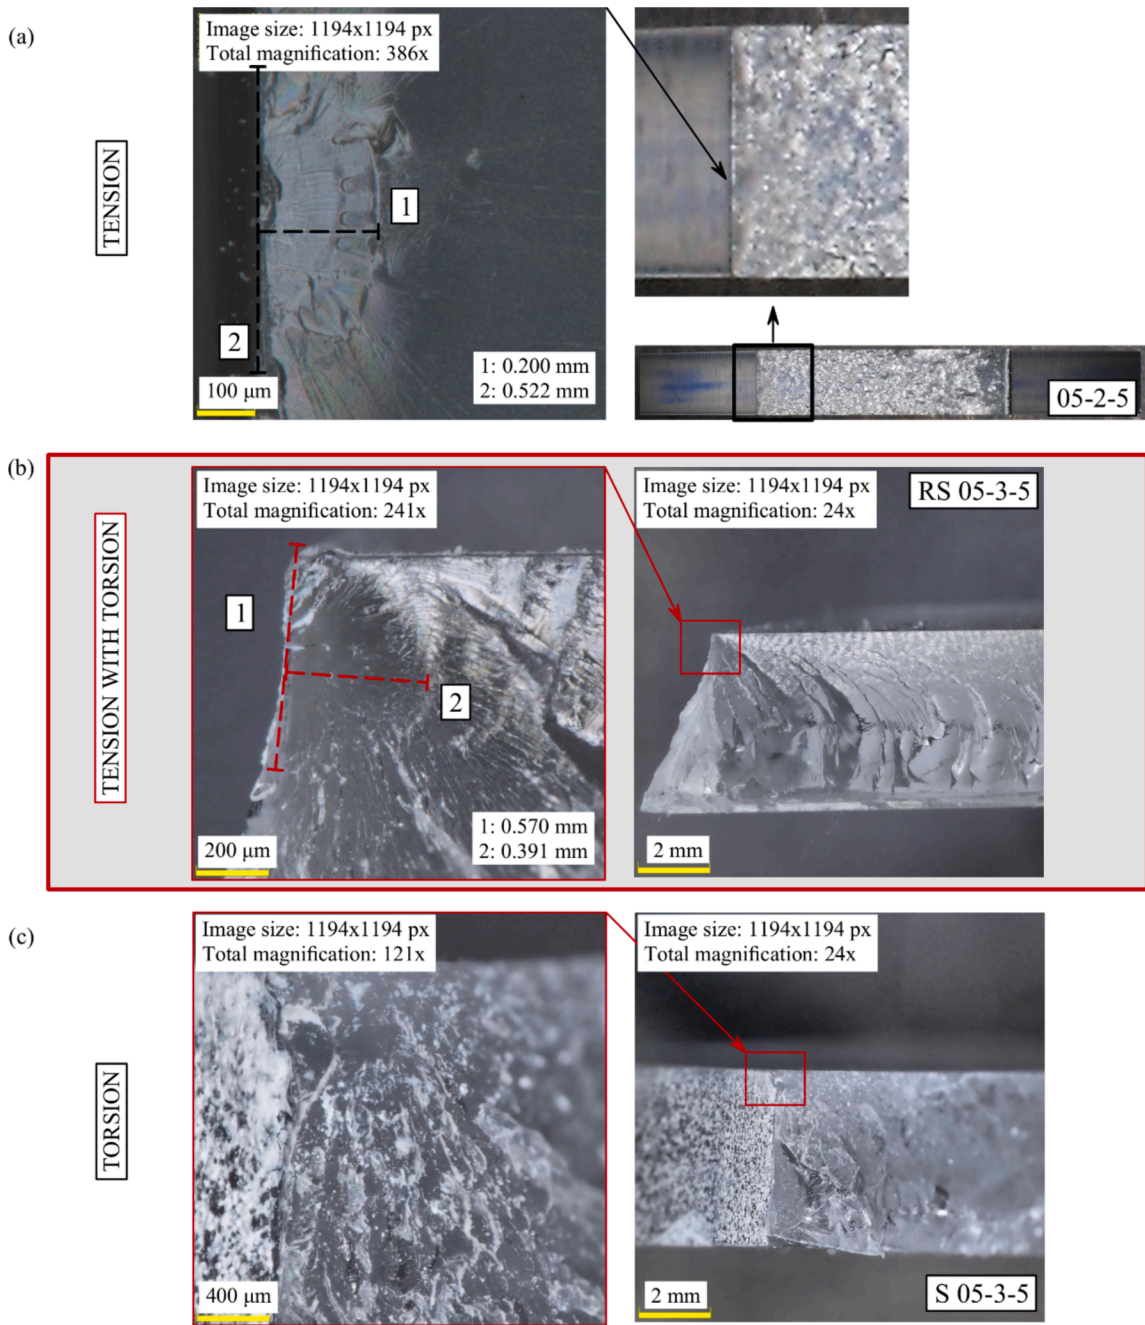 (a)
TENSION
Image size: 1194x1194 px
Total magnification: 386x
1
2
100 µm
1: 0.200 mm
2: 0.522 mm
05-2-5
(b)
TENSION WITH TORSION
Image size: 1194x1194 px
Total magnification: 241x
1
2
200 µm
1: 0.570 mm
2: 0.391 mm
Image size: 1194x1194 px
Total magnification: 24x
RS 05-3-5
2 mm
(c)
TORSION
Image size: 1194x1194 px
Total magnification: 121x
400 µm
Image size: 1194x1194 px
Total magnification: 24x
2 mm
S 05-3-5